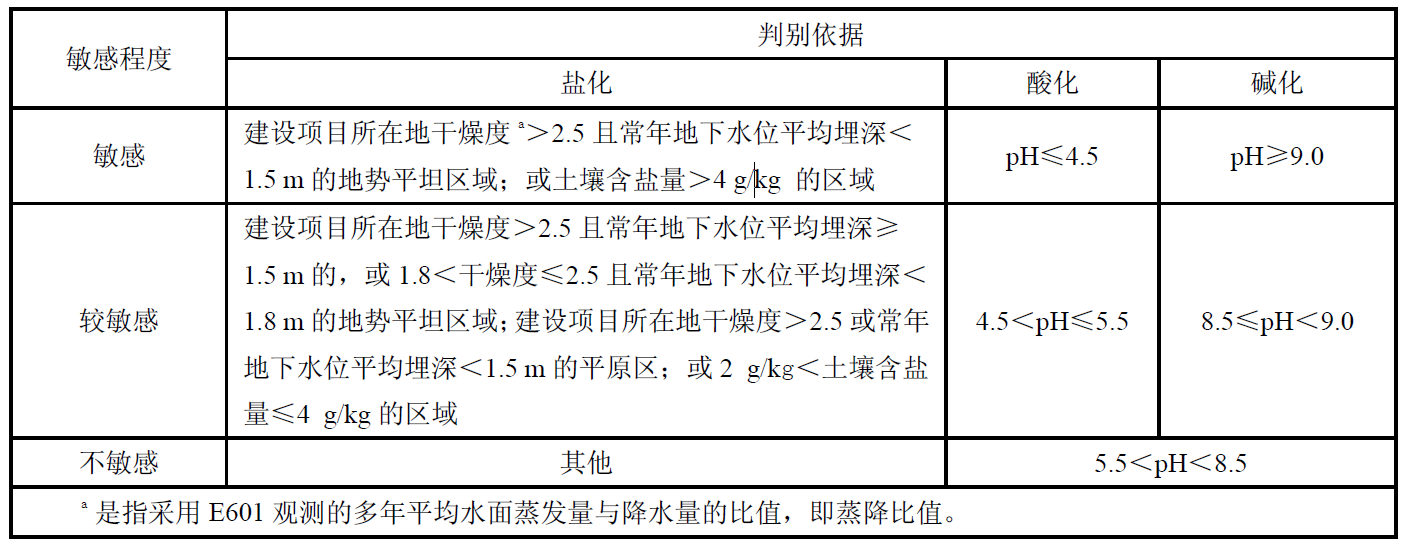 敏感程度
判别依据
盐化
酸化
碱化
敏感
建设项目所在地干燥度ᵃ＞2.5且常年地下水位平均埋深＜
1.5 m的地势平坦区域；或土壤含盐量＞4 g/kg 的区域
pH≤4.5
pH≥9.0
较敏感
建设项目所在地干燥度＞2.5且常年地下水位平均埋深≥
1.5 m的，或1.8＜干燥度≤2.5且常年地下水位平均埋深＜
1.8 m的地势平坦区域；建设项目所在地干燥度＞2.5或常年
地下水位平均埋深＜1.5 m的平原区；或2 g/kg＜土壤含盐
量≤4 g/kg的区域
4.5＜pH≤5.5
8.5≤pH＜9.0
不敏感
其他
5.5＜pH＜8.5
ᵃ是指采用E601观测的多年平均水面蒸发量与降水量的比值，即蒸降比值。